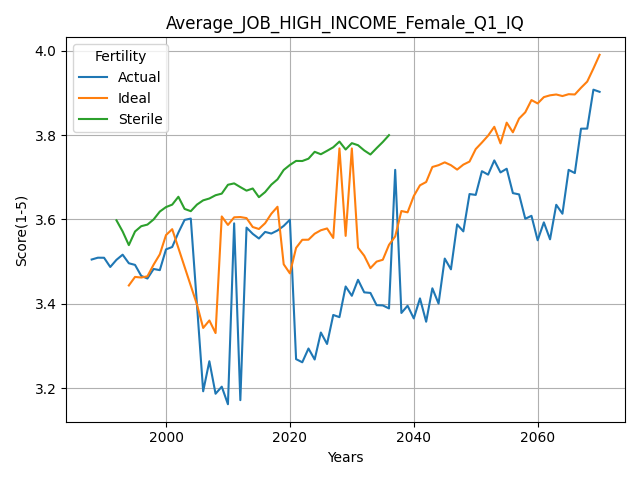 Average_JOB_HIGH_INCOME_Female_Q1_IQ
Fertility
Actual
Ideal
Sterile
Score(1-5)
4.0
3.8
3.6
3.4
3.2
2000
2020
2040
2060
Years